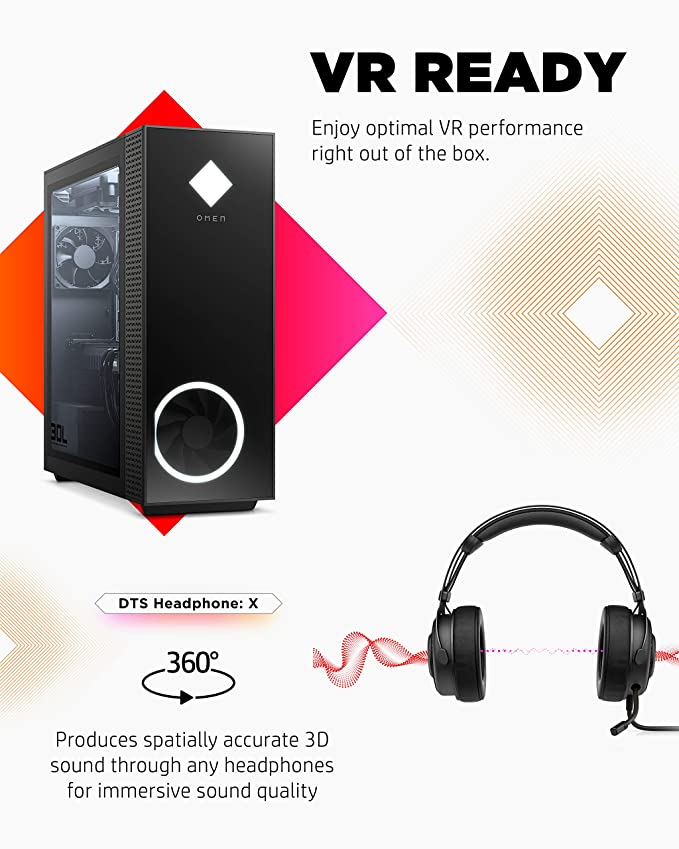 VR READY
Enjoy optimal VR performance
right out of the box.
OMEN
30L
DTS Headphone: X
360°
Produces spatially accurate 3D
sound through any headphones
for immersive sound quality